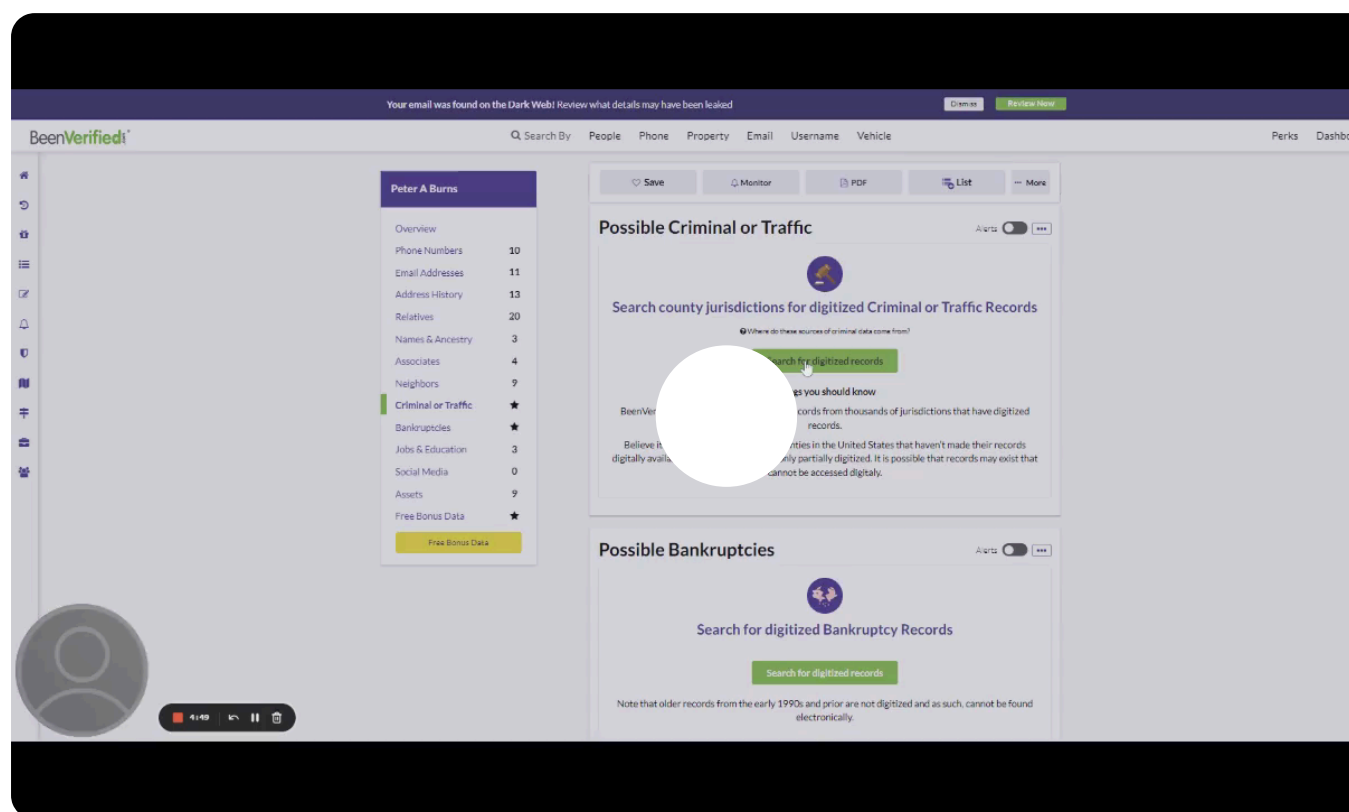 Your email was found on the Dark Web! Review what details may have been leaked
Dismiss
Review Now
BeenVerified
Search By People Phone Property Email Username Vehicle
Perks
Peter A Burns
Overview
Phone Numbers 10
Email Addresses 11
Address History 13
Relatives 20
Names & Ancestry 3
Associates 4
Neighbors 9
Criminal or Traffic
Bankruptcies
Jobs & Education 3
Social Media 0
Assets 9
Free Bonus Data
Free Bonus Data
Save
Monitor
PDF
List
More
Possible Criminal or Traffic
Alerts
Search county jurisdictions for digitized Criminal or Traffic Records
Where do these sources of criminal data come from?
for digitized records
you should know
from thousands of jurisdictions that have digitized
records.
Believe
in the United States that haven't made their records
digitally
partially digitized. It is possible that records may exist that
cannot be accessed digitaly.
Possible Bankruptcies
Alerts
Search for digitized Bankruptcy Records
Search for digitized records
Note that older records from the early 1990s and prior are not digitized and as such, cannot be found
electronically.
4:49